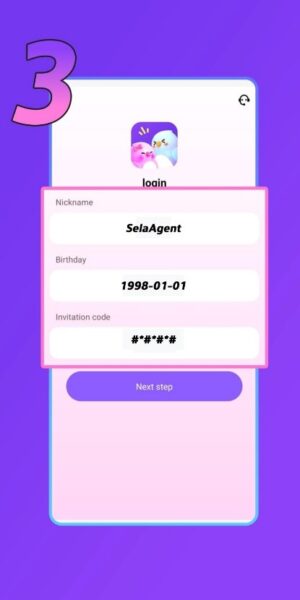 3
login
Nickname
SelaAgent
Birthday
1998-01-01
Invitation code
#*#*#*#
Next step